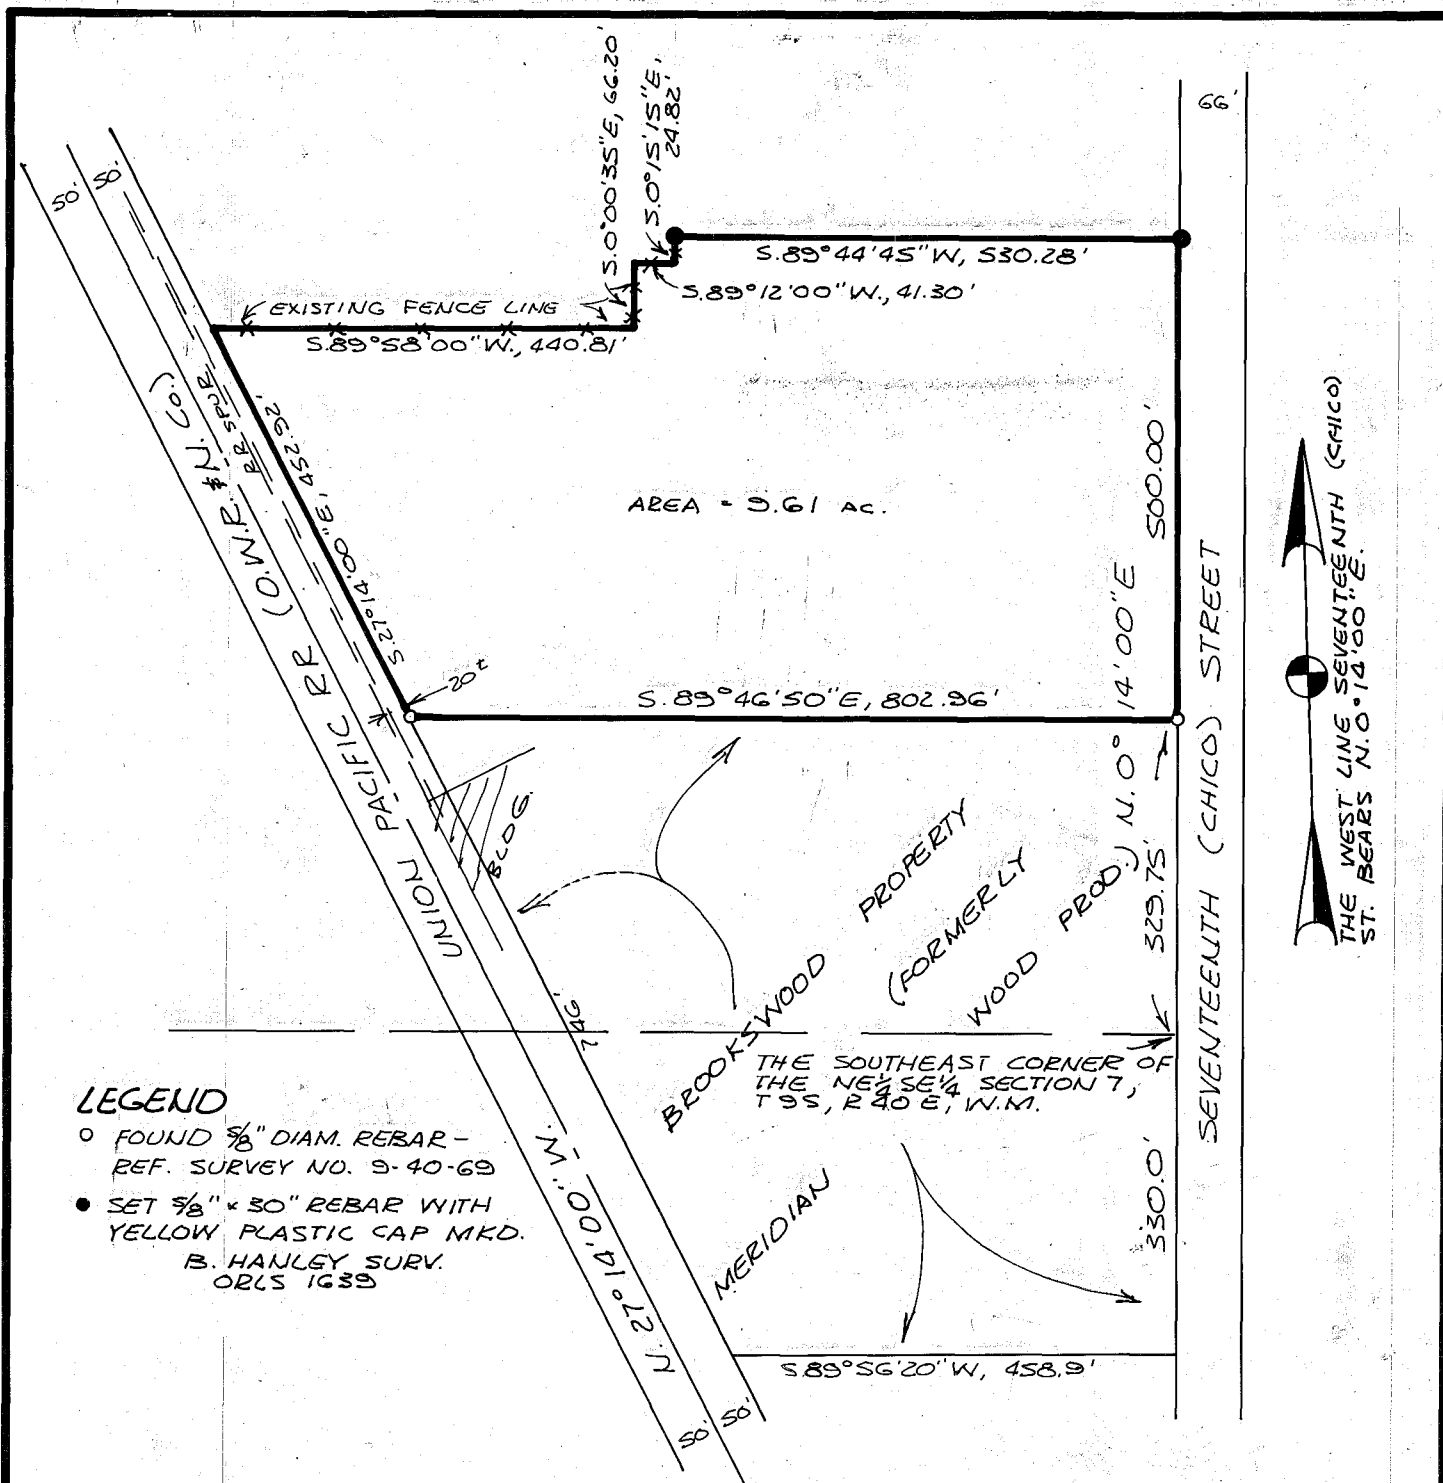 66'
S.0°00'35"E, 66.20'
S.0°15'15"E,
24.82'
50'
50'
S.89°44'45"W, 530.28'
S.89°12'00"W., 41.30'
EXISTING FENCE LINE
S.89°58'00"W., 440.81'
R.R. SPUR
S.27°14'00"E, 452.92'
UNION PACIFIC RR (O.W.R. & N. Co.)
AREA = 9.61 AC.
500.00'
N.0°14'00"E
20±
S.89°46'50"E, 802.96'
SEVENTEENTH (CHICO) STREET
THE WEST LINE SEVENTEENTH (CHICO)
ST. BEARS N.0°14'00"E.
BLDG.
BROOKSWOOD PROPERTY
(FORMERLY
WOOD PROD.)
329.75'
746'
THE SOUTHEAST CORNER OF
THE NE¼SE¼ SECTION 7,
T9S, R40E, W.M.
LEGEND
○ FOUND 5/8" DIAM. REBAR -
REF. SURVEY NO. 9-40-69
● SET 5/8" x 30" REBAR WITH
YELLOW PLASTIC CAP MKD.
B. HANLEY SURV.
ORLS 1639
MERIDIAN
330.0'
N. 27° 14' 00" W.
S.89°56'20"W, 458.9'
50'
50'